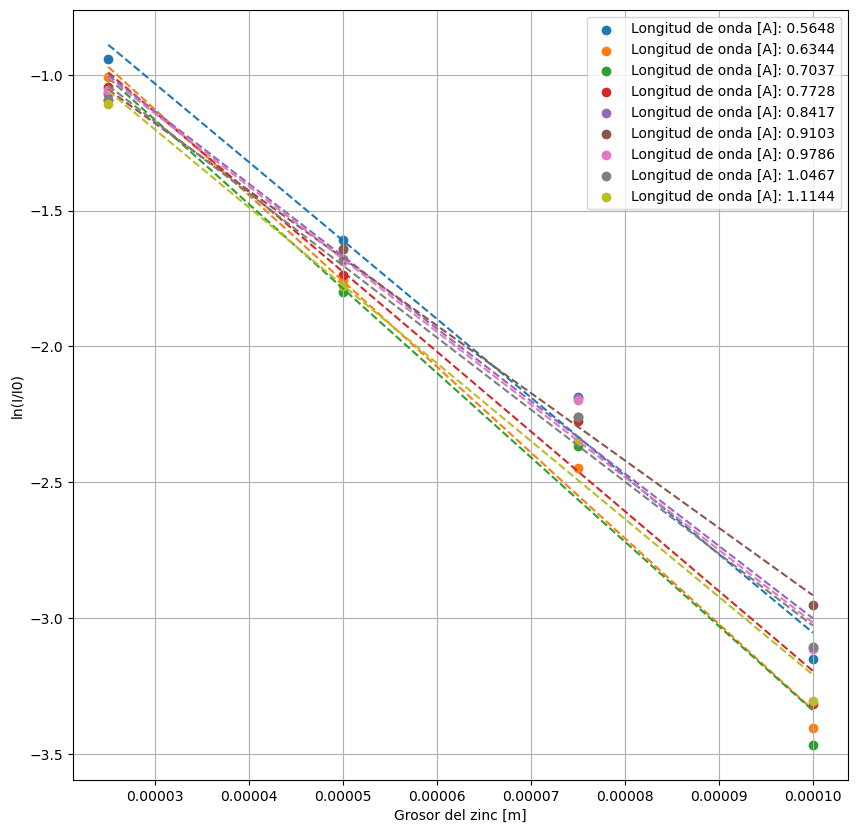 Longitud de onda [A]: 0.5648
Longitud de onda [A]: 0.6344
Longitud de onda [A]: 0.7037
Longitud de onda [A]: 0.7728
Longitud de onda [A]: 0.8417
Longitud de onda [A]: 0.9103
Longitud de onda [A]: 0.9786
Longitud de onda [A]: 1.0467
Longitud de onda [A]: 1.1144
−1.0
−1.5
−2.0
−2.5
−3.0
−3.5
ln(I/I0)
0.00003 0.00004 0.00005 0.00006 0.00007 0.00008 0.00009 0.00010
Grosor del zinc [m]